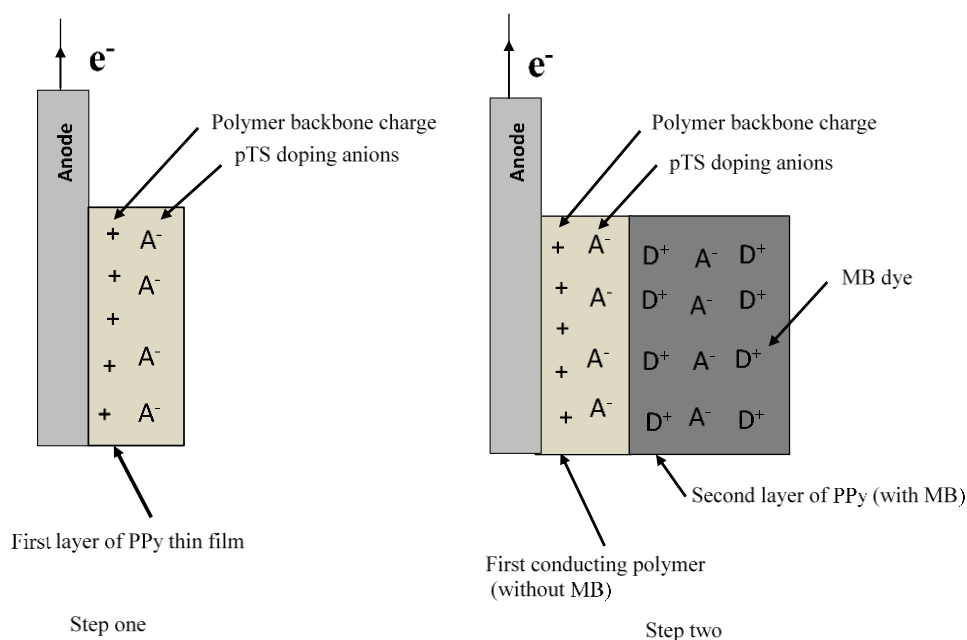 e-
Anode
Polymer backbone charge
pTS doping anions
+ A-
+ A-
+
+ A-
+ A-
First layer of PPy thin film
Step one
e-
Anode
Polymer backbone charge
pTS doping anions
+ A- D+ A- D+
+ A- D+ A- D+
+
+ A- D+ A- D+
+ A- D+ A- D+
MB dye
Second layer of PPy (with MB)
First conducting polymer
(without MB)
Step two